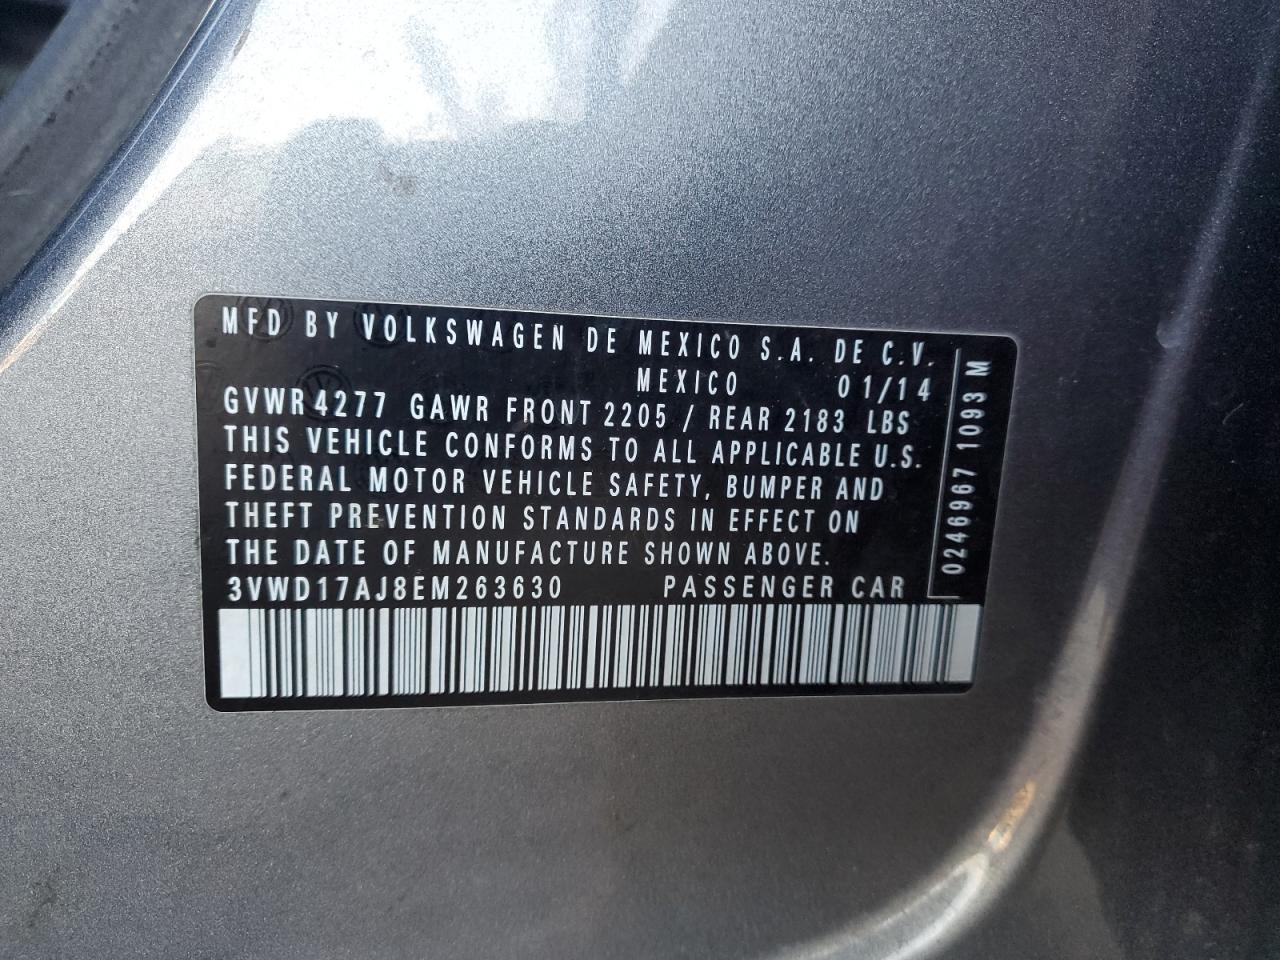 MFD BY VOLKSWAGEN DE MEXICO S.A. DE C.V.
MEXICO 01/14
GVWR 4277 GAWR FRONT 2205 / REAR 2183 LBS
THIS VEHICLE CONFORMS TO ALL APPLICABLE U.S.
FEDERAL MOTOR VEHICLE SAFETY, BUMPER AND
THEFT PREVENTION STANDARDS IN EFFECT ON
THE DATE OF MANUFACTURE SHOWN ABOVE.
3VWD17AJ8EM263630 PASSENGER CAR
0246967 1093 M